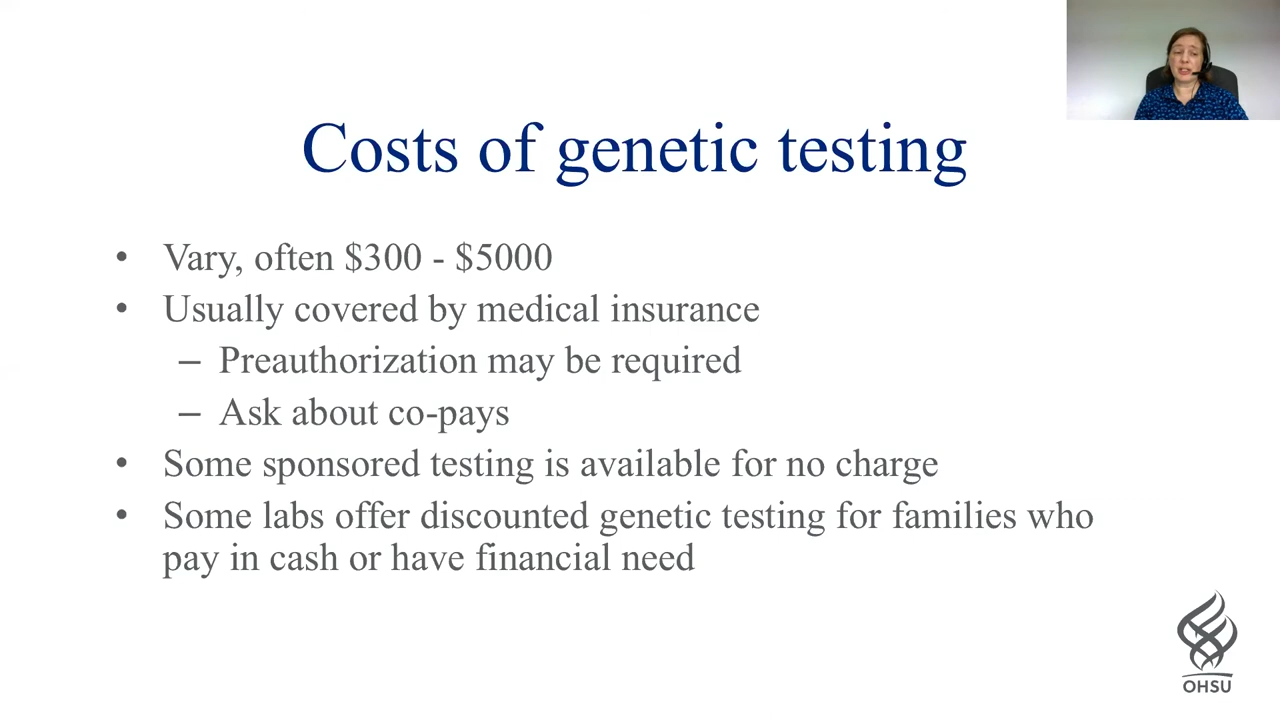 Costs of genetic testing
• Vary, often $300 - $5000
• Usually covered by medical insurance
– Preauthorization may be required
– Ask about co-pays
• Some sponsored testing is available for no charge
• Some labs offer discounted genetic testing for families who
pay in cash or have financial need
OHSU